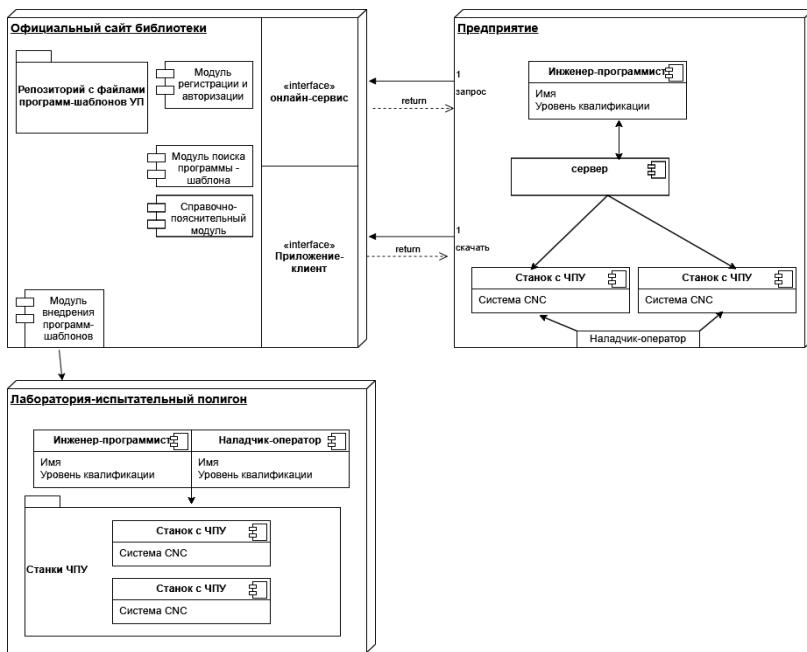 Официальный сайт библиотеки
Репозиторий с файлами
программ-шаблонов УП
Модуль
регистрации и
авторизации
Модуль поиска
программы -
шаблона
Справочно-
пояснительный
модуль
Модуль
внедрения
программ-
шаблонов
«interface»
онлайн-сервис
«interface»
Приложение-
клиент
1
запрос
return
1
скачать
return
Предприятие
Инженер-программист
Имя
Уровень квалификации
сервер
Станок с ЧПУ
Система CNC
Станок с ЧПУ
Система CNC
Наладчик-оператор
Лаборатория-испытательный полигон
Инженер-программист
Имя
Уровень квалификации
Наладчик-оператор
Имя
Уровень квалификации
Станки ЧПУ
Станок с ЧПУ
Система CNC
Станок с ЧПУ
Система CNC